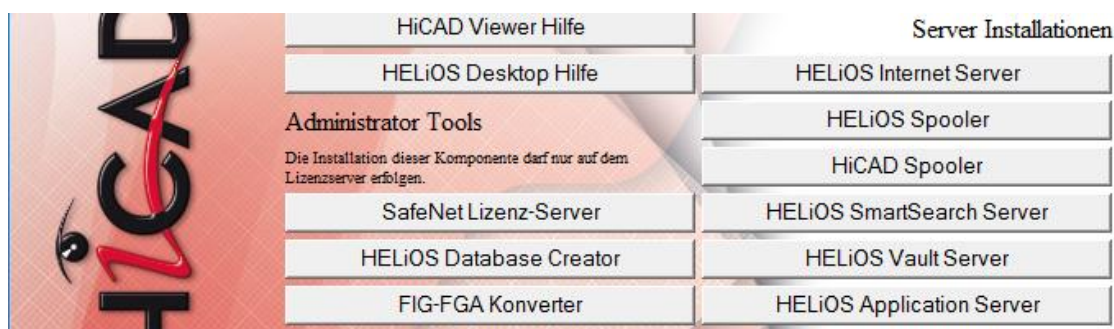 HiCAD
HiCAD Viewer Hilfe
HELiOS Desktop Hilfe
Administrator Tools
Die Installation dieser Komponente darf nur auf dem
Lizenzserver erfolgen.
SafeNet Lizenz-Server
HELiOS Database Creator
FIG-FGA Konverter
Server Installationen
HELiOS Internet Server
HELiOS Spooler
HiCAD Spooler
HELiOS SmartSearch Server
HELiOS Vault Server
HELiOS Application Server